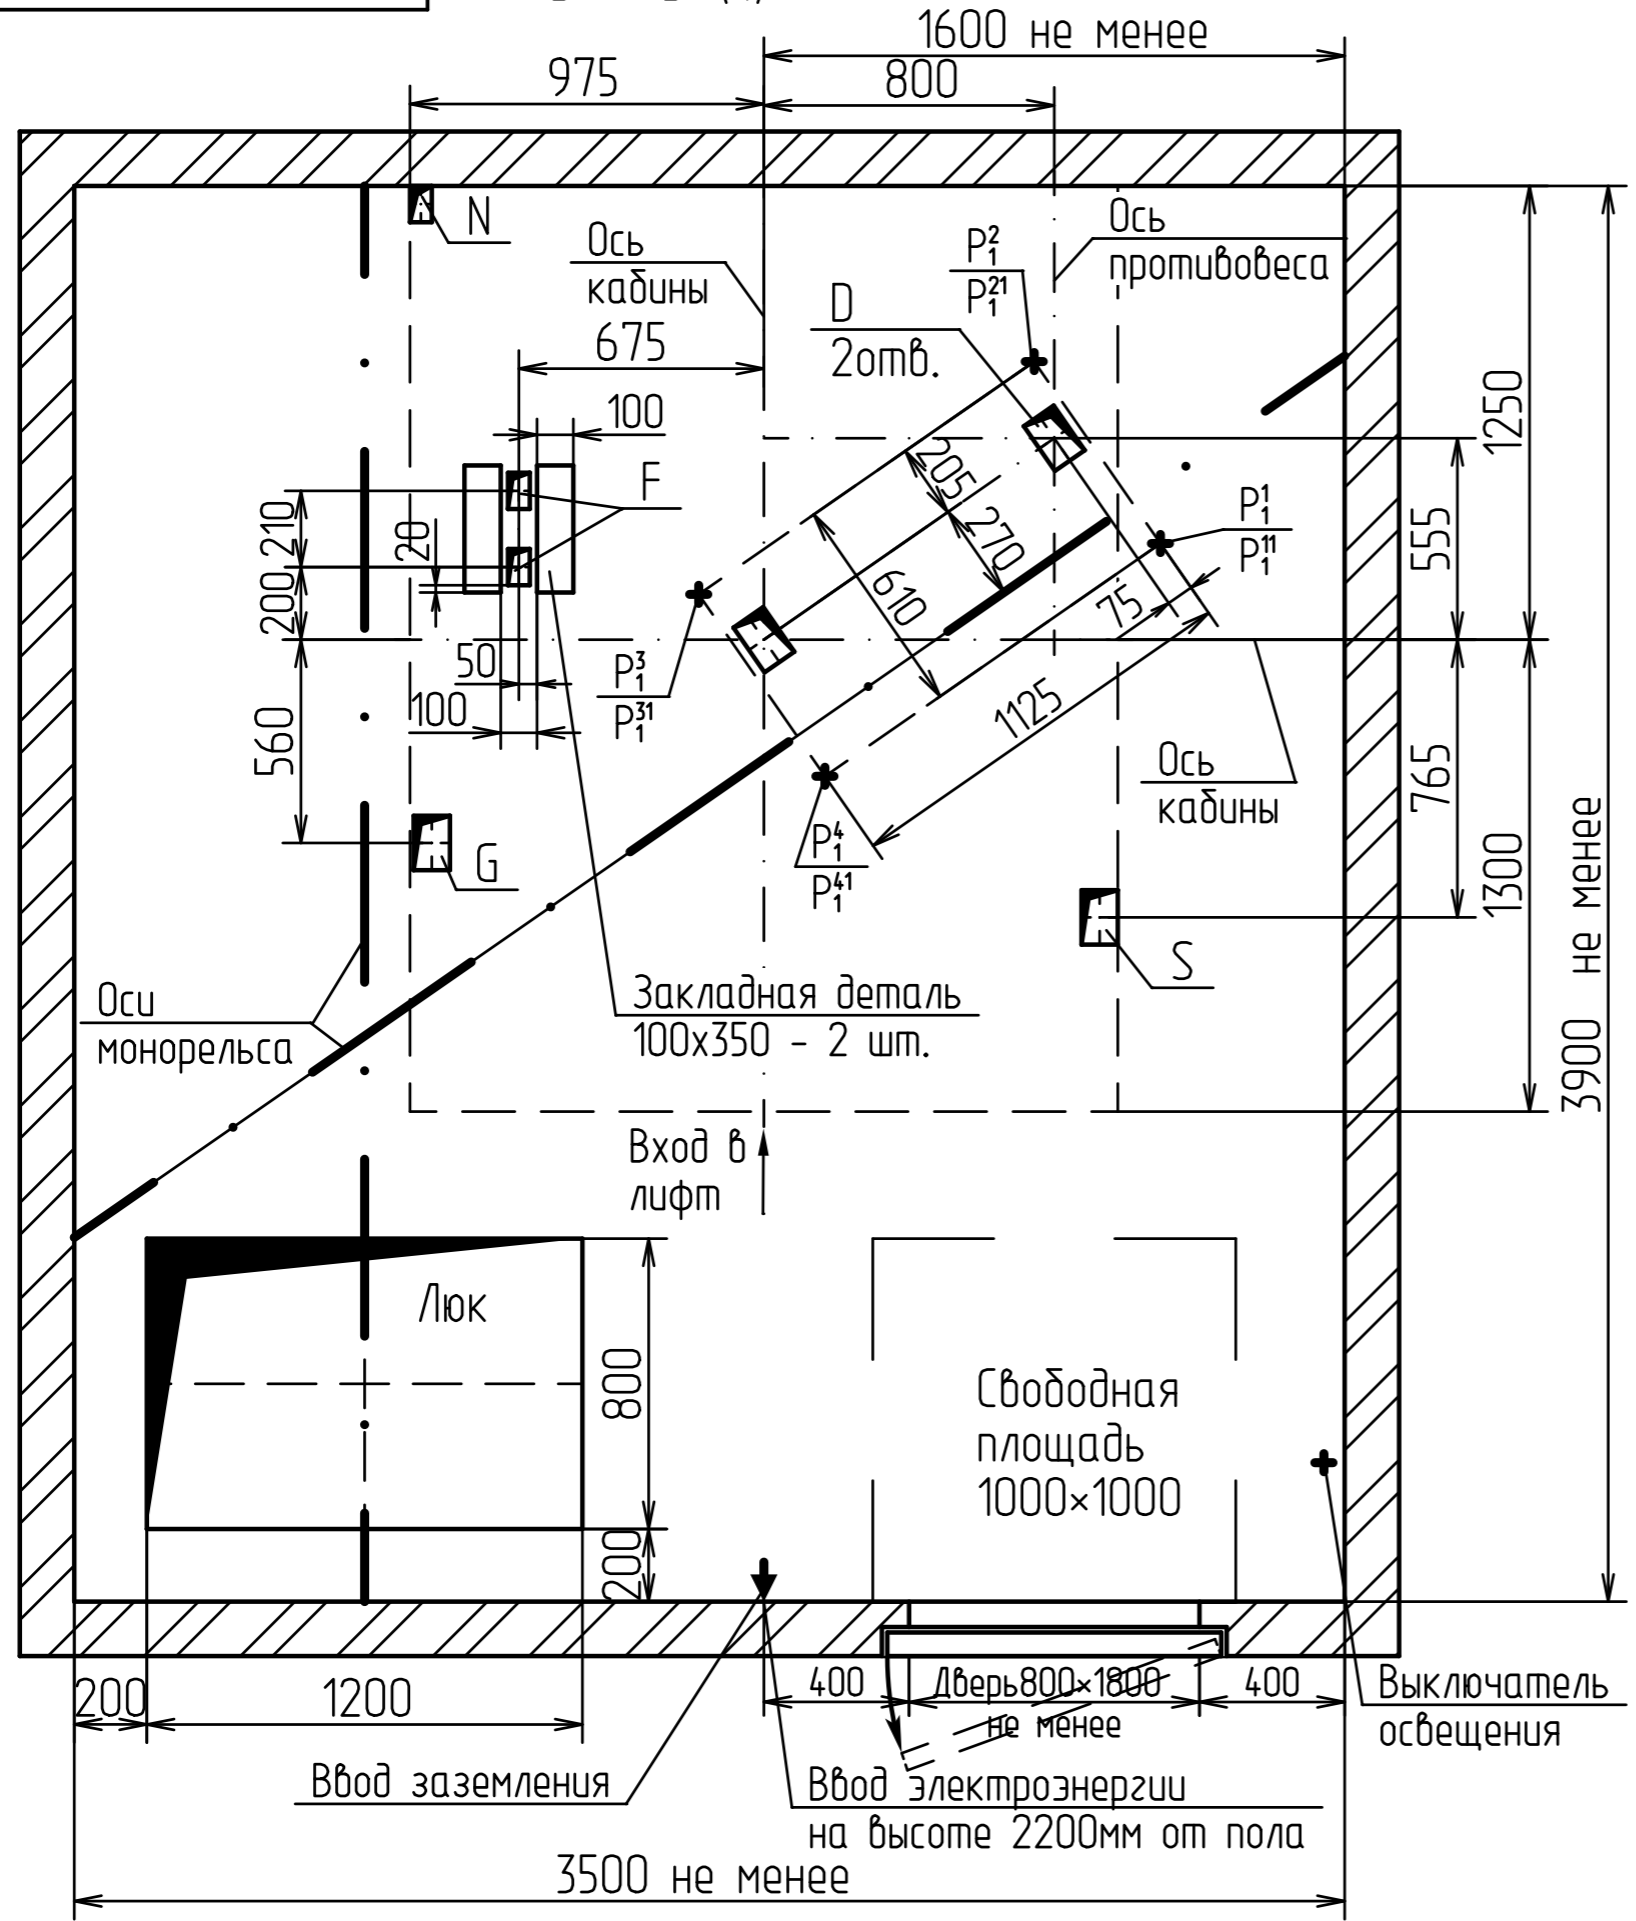 1600 не менее
975
800
N
Ось
кабины
P₁²
P₁²¹
Ось
противовеса
D
2отв.
675
100
F
205
270
610
1250
555
210
20
200
P₁¹
P₁¹¹
75
50
P₁³
P₁³¹
100
560
1125
Ось
кабины
765
1300
3900 не менее
P₁⁴
P₁⁴¹
G
S
Оси
монорельса
Закладная деталь
100х350 - 2 шт.
Вход в
лифт
Люк
800
200
Свободная
площадь
1000×1000
200
1200
400
Дверь800×1800
не менее
400
Выключатель
освещения
Ввод заземления
Ввод электроэнергии
на высоте 2200мм от пола
3500 не менее